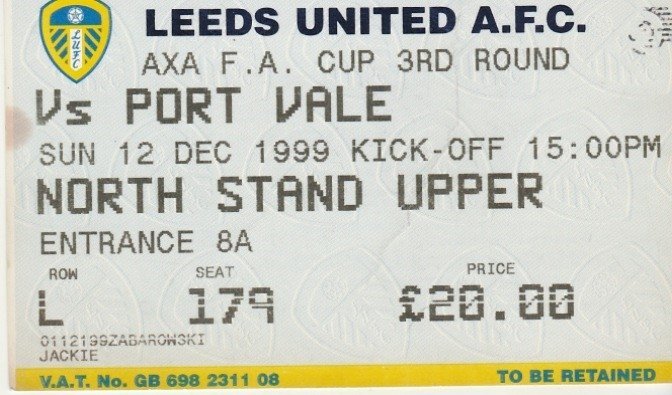 LEEDS UNITED A.F.C.
LUFC
AXA F.A. CUP 3RD ROUND
Vs PORT VALE
SUN 12 DEC 1999 KICK-OFF 15:00PM
NORTH STAND UPPER
ENTRANCE 8A
ROW SEAT PRICE
L 179 £20.00
0112199ZABAROWSKI
JACKIE
V.A.T. No. GB 698 2311 08 TO BE RETAINED